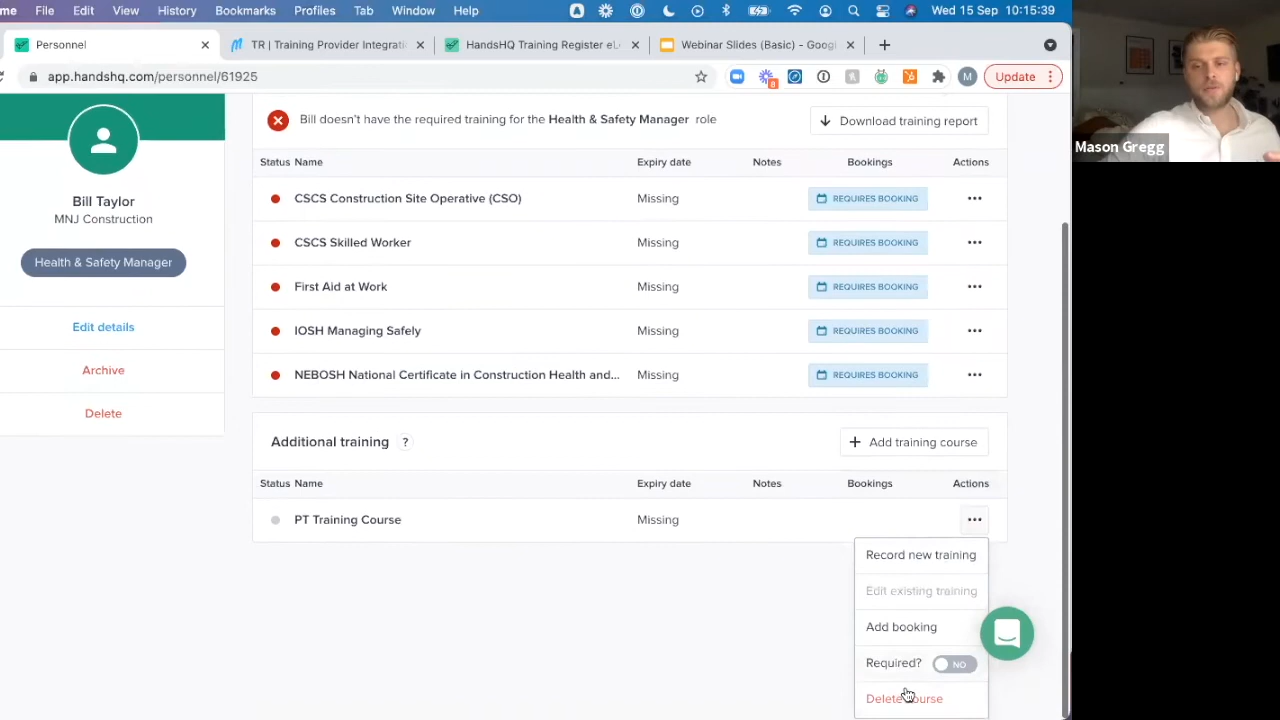 me File Edit View History Bookmarks Profiles Tab Window Help Wed 15 Sep 10:15:39
Personnel TR | Training Provider Integrati HandsHQ Training Register eL Webinar Slides (Basic) - Googl
app.handshq.com/personnel/61925 8 M Update
Mason Gregg
Bill Taylor
MNJ Construction
Health & Safety Manager
Edit details
Archive
Delete
Bill doesn't have the required training for the Health & Safety Manager role Download training report
Status Name Expiry date Notes Bookings Actions
CSCS Construction Site Operative (CSO) Missing REQUIRES BOOKING
CSCS Skilled Worker Missing REQUIRES BOOKING
First Aid at Work Missing REQUIRES BOOKING
IOSH Managing Safely Missing REQUIRES BOOKING
NEBOSH National Certificate in Construction Health and... Missing REQUIRES BOOKING
Additional training ? + Add training course
Status Name Expiry date Notes Bookings Actions
PT Training Course Missing
Record new training
Edit existing training
Add booking
Required? NO
Delete course